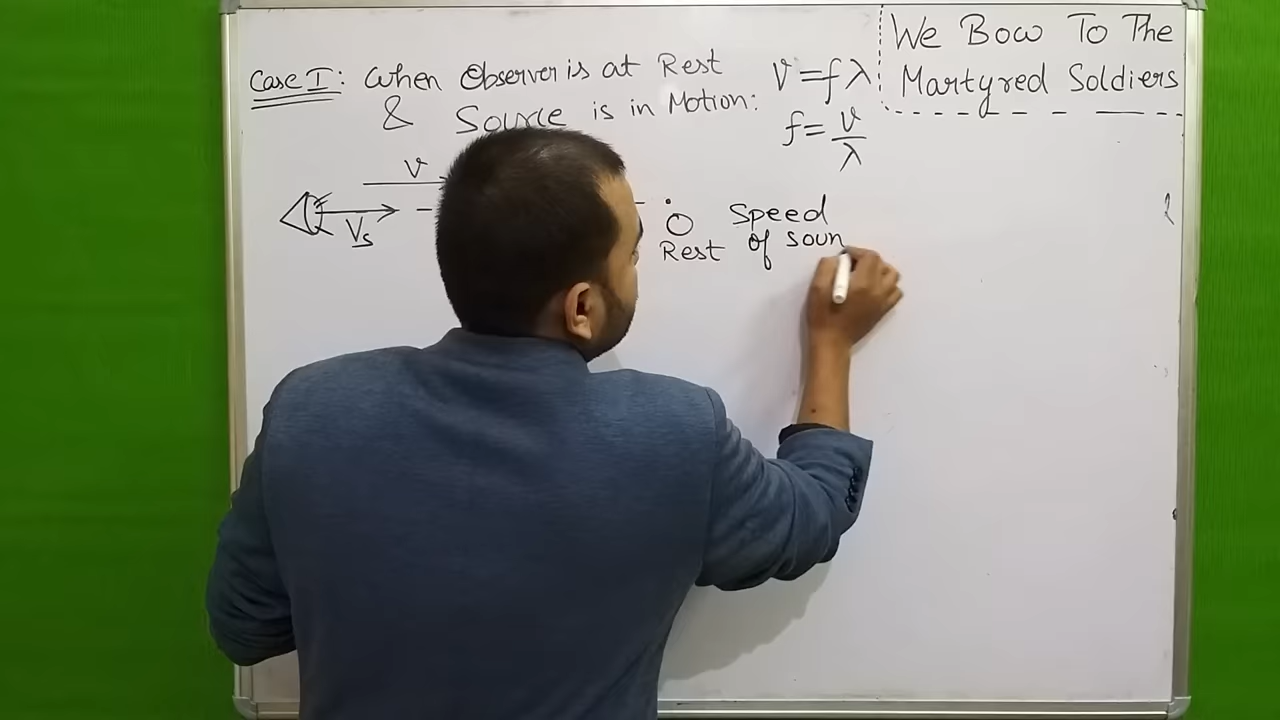 Case I: When Observer is at Rest
& Source is in Motion:
v = fλ
f = v/λ
We Bow To The
Martyred Soldiers
v
Vs
Rest
Speed
of soun